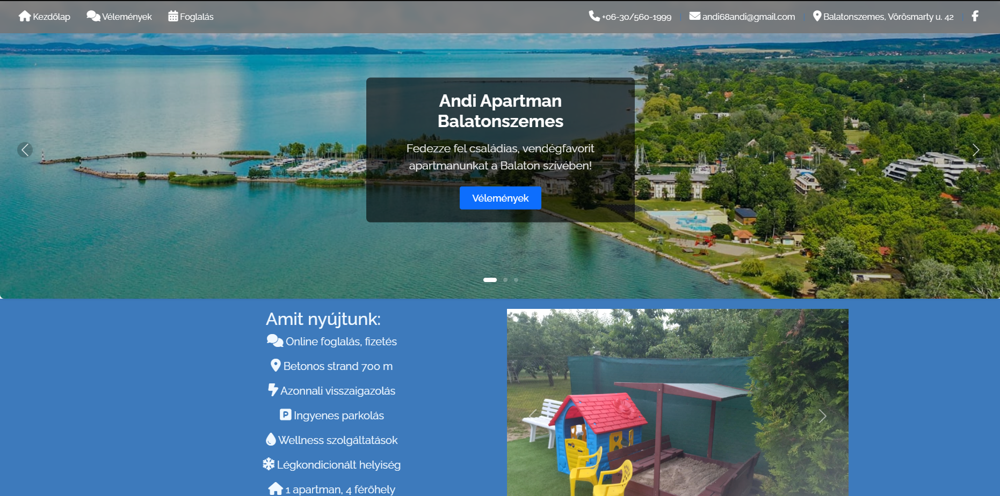 Kezdőlap
Vélemények
Foglalás
+06-30/560-1999
andi68andi@gmail.com
Balatonszemes, Vörösmarty u. 42
Andi Apartman
Balatonszemes
Fedezze fel családias, vendégfavorit
apartmanunkat a Balaton szívében!
Vélemények
Amit nyújtunk:
Online foglalás, fizetés
Betonos strand 700 m
Azonnali visszaigazolás
P Ingyenes parkolás
Wellness szolgáltatások
Légkondicionált helyiség
1 apartman, 4 férőhely